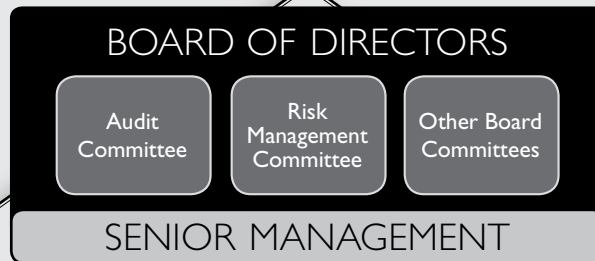 BOARD OF DIRECTORS
Audit
Committee
Risk
Management
Committee
Other Board
Committees
SENIOR MANAGEMENT